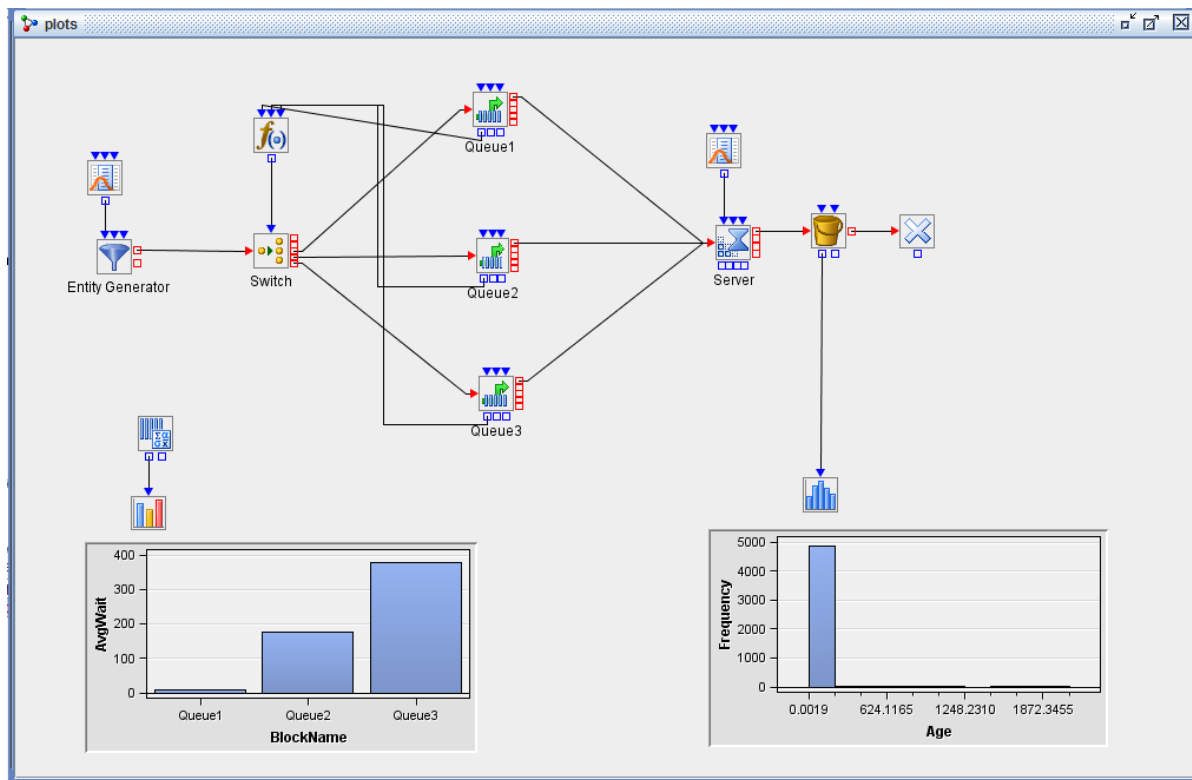 plots
f(•)
Queue1
Entity Generator
Switch
Queue2
Server
Queue3
400
300
200
100
0
AvgWait
Queue1 Queue2 Queue3
BlockName
5000
4000
3000
2000
1000
0
Frequency
0.0019 624.1165 1248.2310 1872.3455
Age